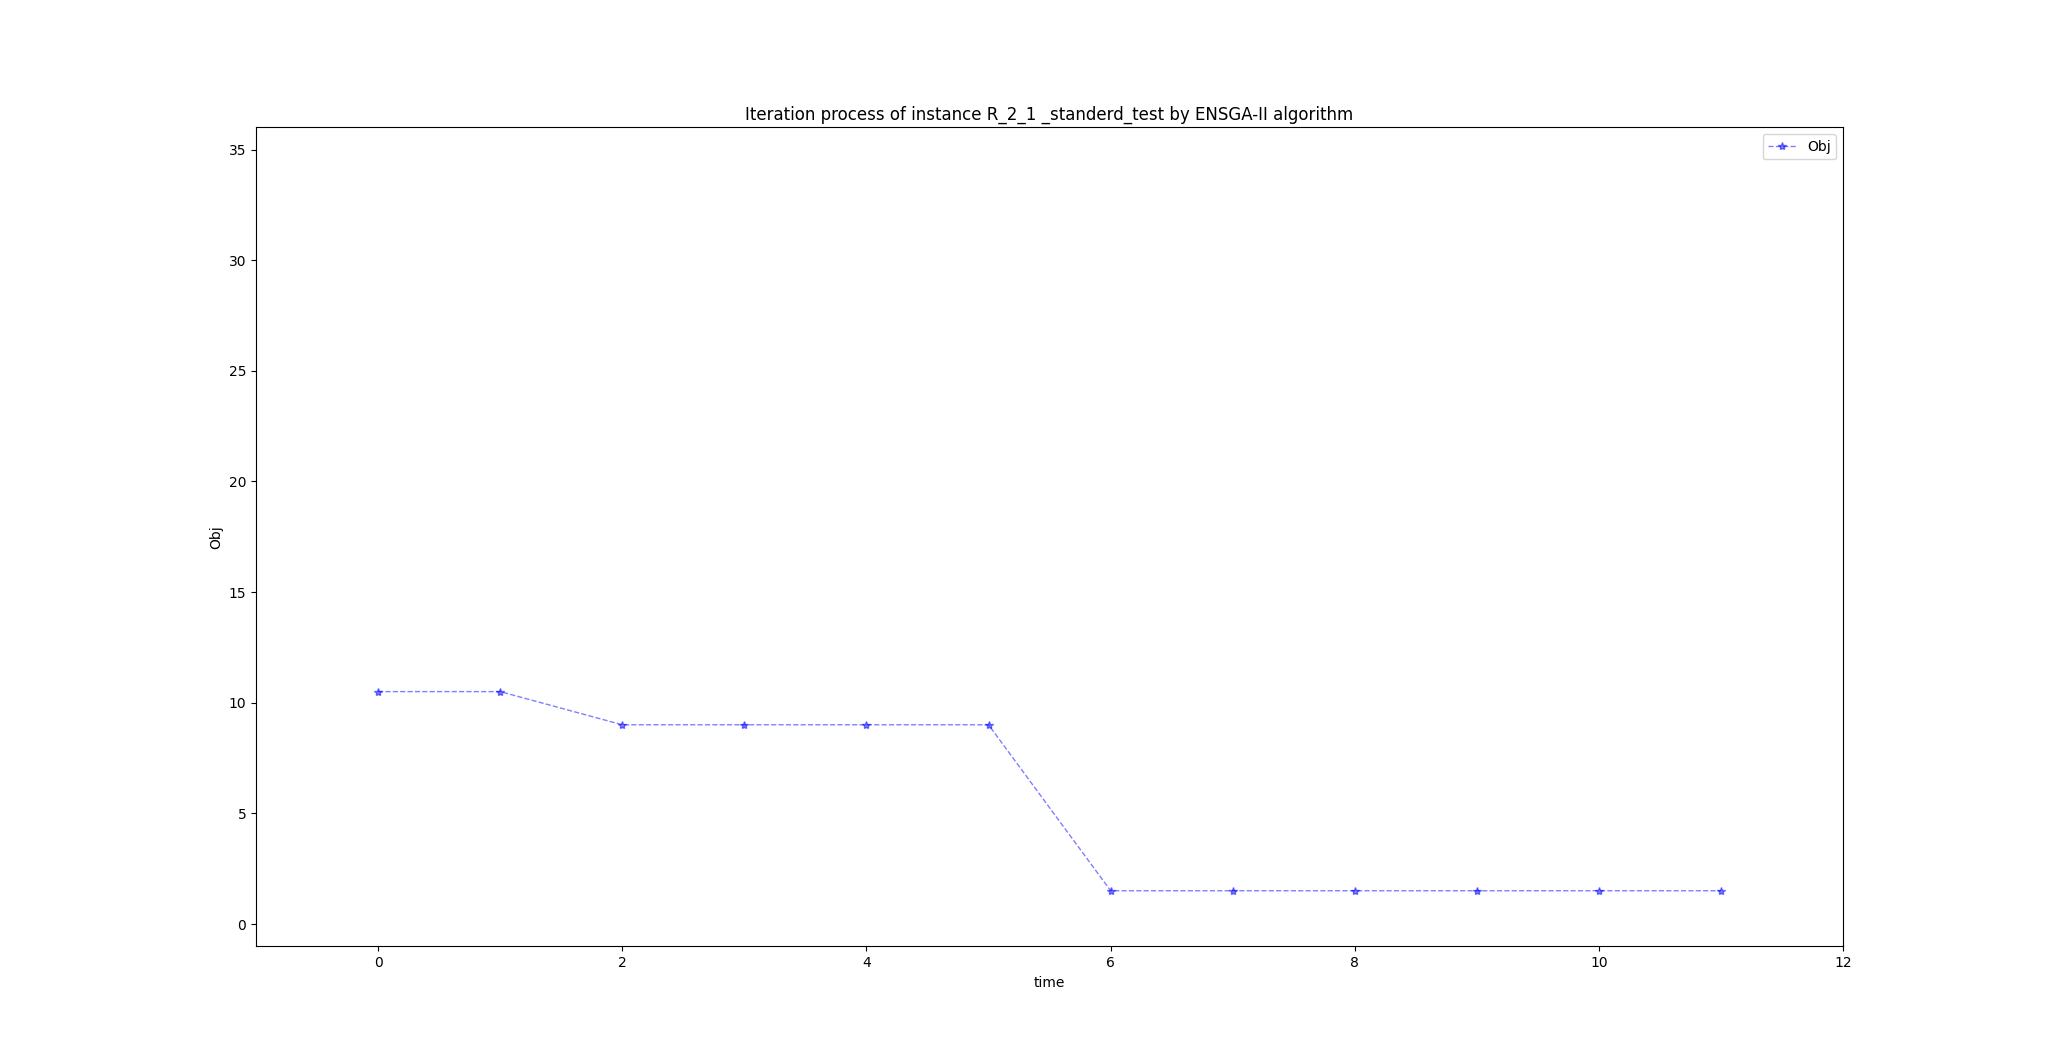 Iteration process of instance R_2_1 _standerd_test by ENSGA-II algorithm
Obj
35
30
25
20
15
10
5
0
Obj
0 2 4 6 8 10 12
time